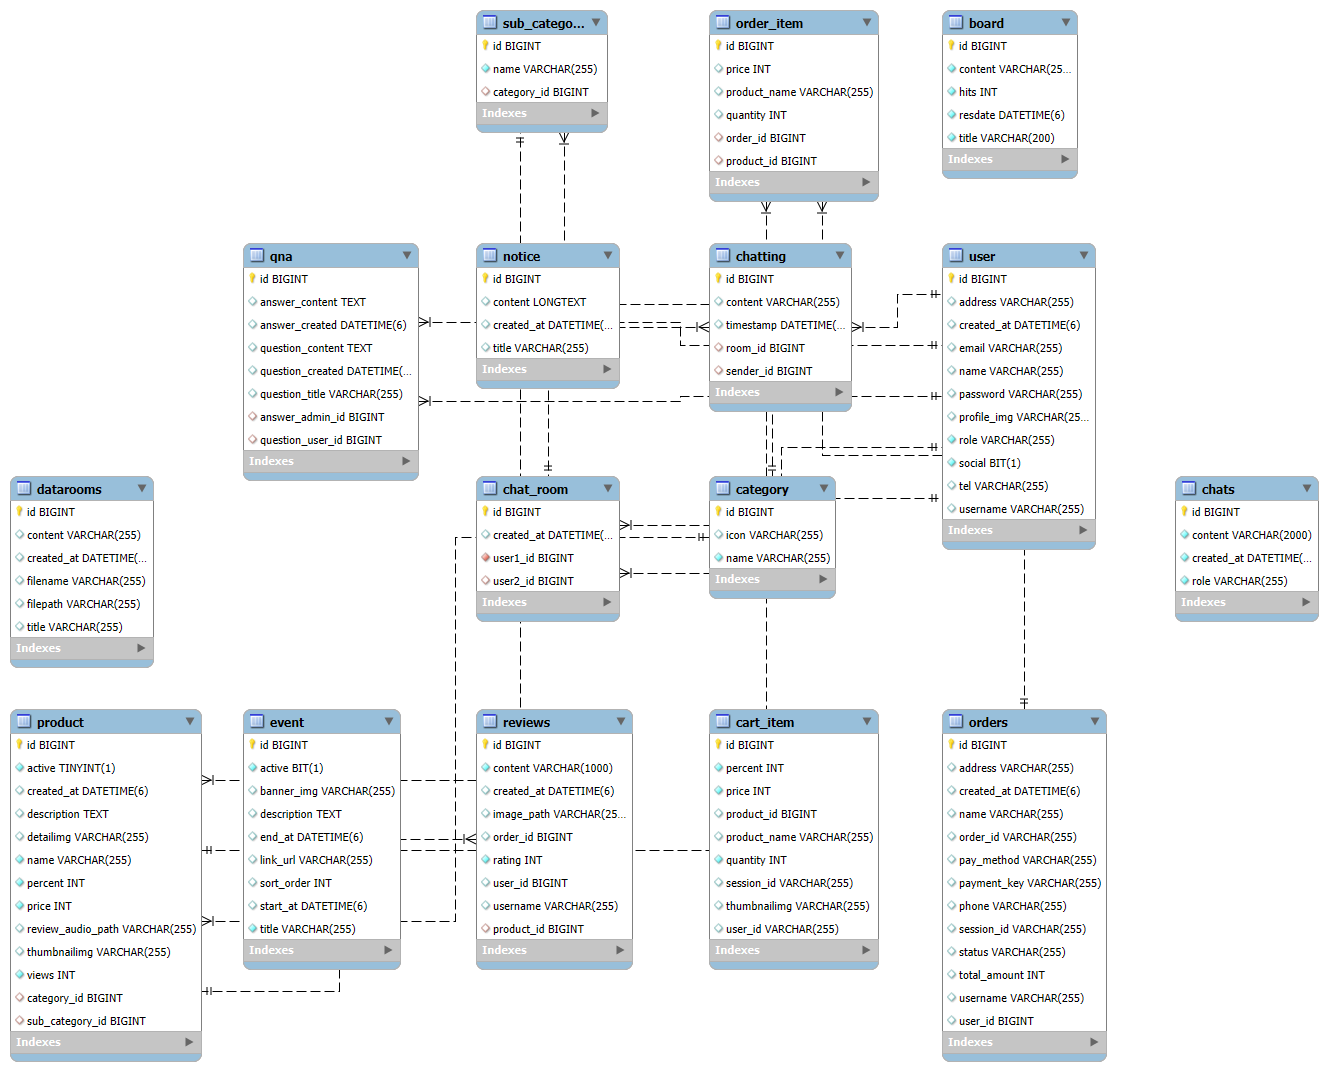 sub_catego...
id BIGINT
name VARCHAR(255)
category_id BIGINT
Indexes
order_item
id BIGINT
price INT
product_name VARCHAR(255)
quantity INT
order_id BIGINT
product_id BIGINT
Indexes
board
id BIGINT
content VARCHAR(25...
hits INT
resdate DATETIME(6)
title VARCHAR(200)
Indexes
qna
id BIGINT
answer_content TEXT
answer_created DATETIME(6)
question_content TEXT
question_created DATETIME(...
question_title VARCHAR(255)
answer_admin_id BIGINT
question_user_id BIGINT
Indexes
notice
id BIGINT
content LONGTEXT
created_at DATETIME(...
title VARCHAR(255)
Indexes
chatting
id BIGINT
content VARCHAR(255)
timestamp DATETIME(...
room_id BIGINT
sender_id BIGINT
Indexes
user
id BIGINT
address VARCHAR(255)
created_at DATETIME(6)
email VARCHAR(255)
name VARCHAR(255)
password VARCHAR(255)
profile_img VARCHAR(25...
role VARCHAR(255)
social BIT(1)
tel VARCHAR(255)
username VARCHAR(255)
Indexes
datarooms
id BIGINT
content VARCHAR(255)
created_at DATETIME(...
filename VARCHAR(255)
filepath VARCHAR(255)
title VARCHAR(255)
Indexes
chat_room
id BIGINT
created_at DATETIME(...
user1_id BIGINT
user2_id BIGINT
Indexes
category
id BIGINT
icon VARCHAR(255)
name VARCHAR(255)
Indexes
chats
id BIGINT
content VARCHAR(2000)
created_at DATETIME(...
role VARCHAR(255)
Indexes
product
id BIGINT
active TINYINT(1)
created_at DATETIME(6)
description TEXT
detailimg VARCHAR(255)
name VARCHAR(255)
percent INT
price INT
review_audio_path VARCHAR(255)
thumbnailimg VARCHAR(255)
views INT
category_id BIGINT
sub_category_id BIGINT
Indexes
event
id BIGINT
active BIT(1)
banner_img VARCHAR(255)
description TEXT
end_at DATETIME(6)
link_url VARCHAR(255)
sort_order INT
start_at DATETIME(6)
title VARCHAR(255)
Indexes
reviews
id BIGINT
content VARCHAR(1000)
created_at DATETIME(6)
image_path VARCHAR(25...
order_id BIGINT
rating INT
user_id BIGINT
username VARCHAR(255)
product_id BIGINT
Indexes
cart_item
id BIGINT
percent INT
price INT
product_id BIGINT
product_name VARCHAR(255)
quantity INT
session_id VARCHAR(255)
thumbnailimg VARCHAR(255)
user_id VARCHAR(255)
Indexes
orders
id BIGINT
address VARCHAR(255)
created_at DATETIME(6)
name VARCHAR(255)
order_id VARCHAR(255)
pay_method VARCHAR(255)
payment_key VARCHAR(255)
phone VARCHAR(255)
session_id VARCHAR(255)
status VARCHAR(255)
total_amount INT
username VARCHAR(255)
user_id BIGINT
Indexes